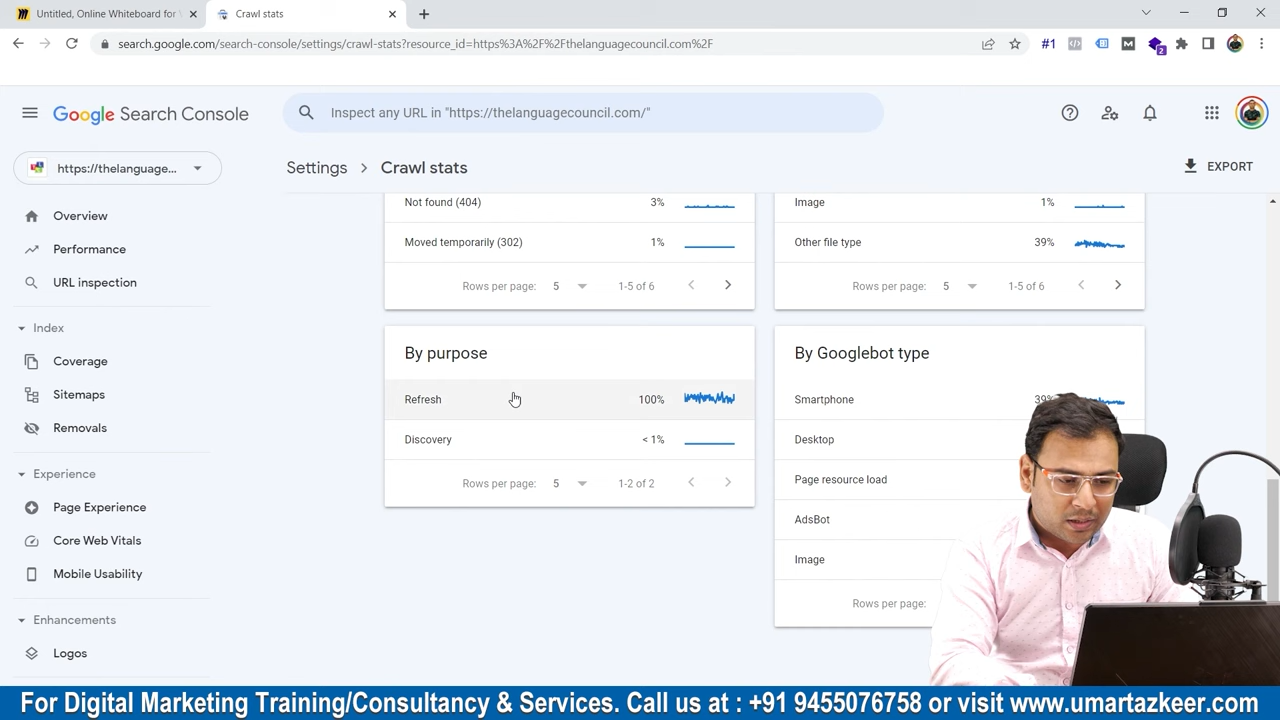 Untitled, Online Whiteboard for
Crawl stats
search.google.com/search-console/settings/crawl-stats?resource_id=https%3A%2F%2Fthelanguagecouncil.com%2F
#1
2
Google Search Console
Inspect any URL in "https://thelanguagecouncil.com/"
https://thelanguage...
Settings
Crawl stats
EXPORT
Overview
Performance
URL inspection
Index
Coverage
Sitemaps
Removals
Experience
Page Experience
Core Web Vitals
Mobile Usability
Enhancements
Logos
Not found (404) 3%
Moved temporarily (302) 1%
Rows per page: 5 1-5 of 6
Image 1%
Other file type 39%
Rows per page: 5 1-5 of 6
By purpose
Refresh 100%
Discovery < 1%
Rows per page: 5 1-2 of 2
By Googlebot type
Smartphone 39%
Desktop
Page resource load
AdsBot
Image
Rows per page:
For Digital Marketing Training/Consultancy & Services. Call us at : +91 9455076758 or visit www.umartazkeer.com